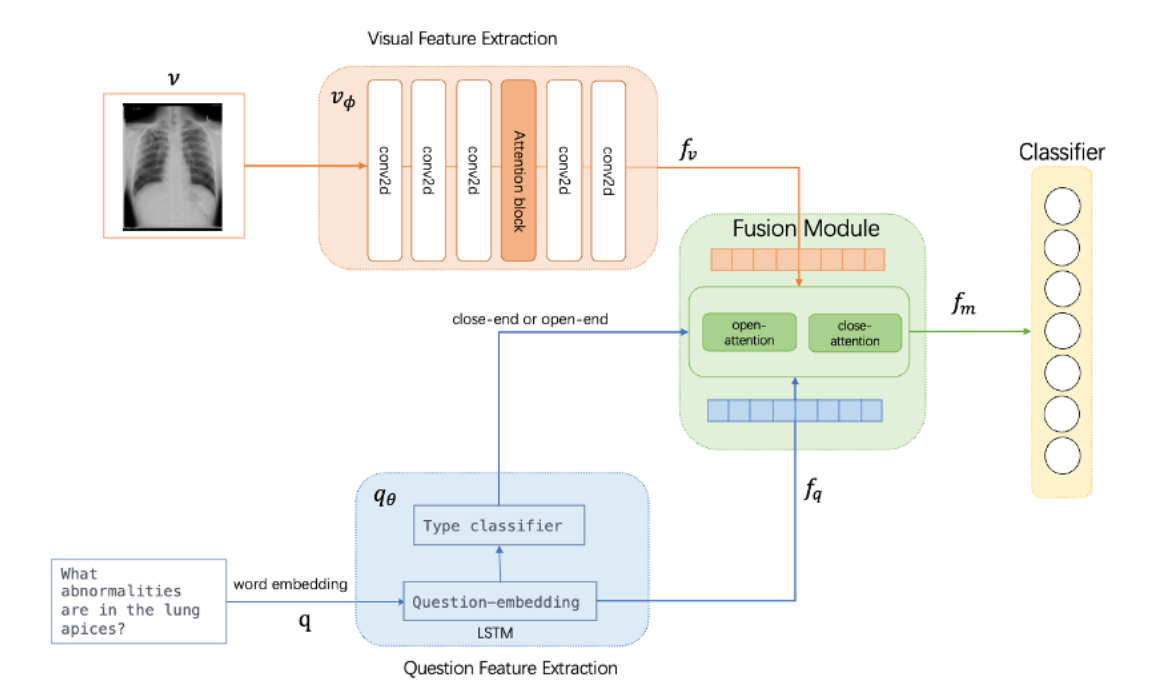 Visual Feature Extraction
v
v_ϕ
conv2d
conv2d
conv2d
Attention block
conv2d
conv2d
f_v
Classifier
Fusion Module
close-end or open-end
open-
attention
close-
attention
f_m
q_θ
f_q
Type classifier
What
abnormalities
are in the lung
apices?
word embedding
q
Question-embedding
LSTM
Question Feature Extraction